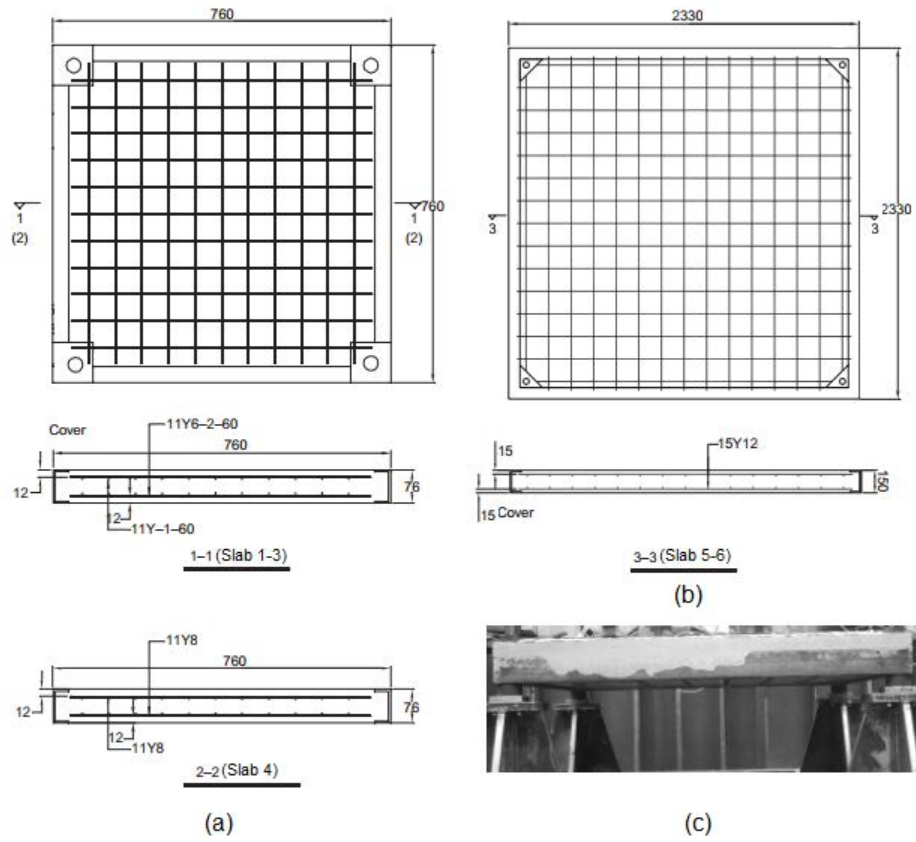 760
2330
1
(2)
760
1
(2)
3
2330
3
Cover
11Y6-2-60
760
12
76
12
11Y-1-60
1-1 (Slab 1-3)
15
15Y12
150
15 Cover
3-3 (Slab 5-6)
(b)
11Y8
760
12
76
12
11Y8
2-2 (Slab 4)
(a)
(c)